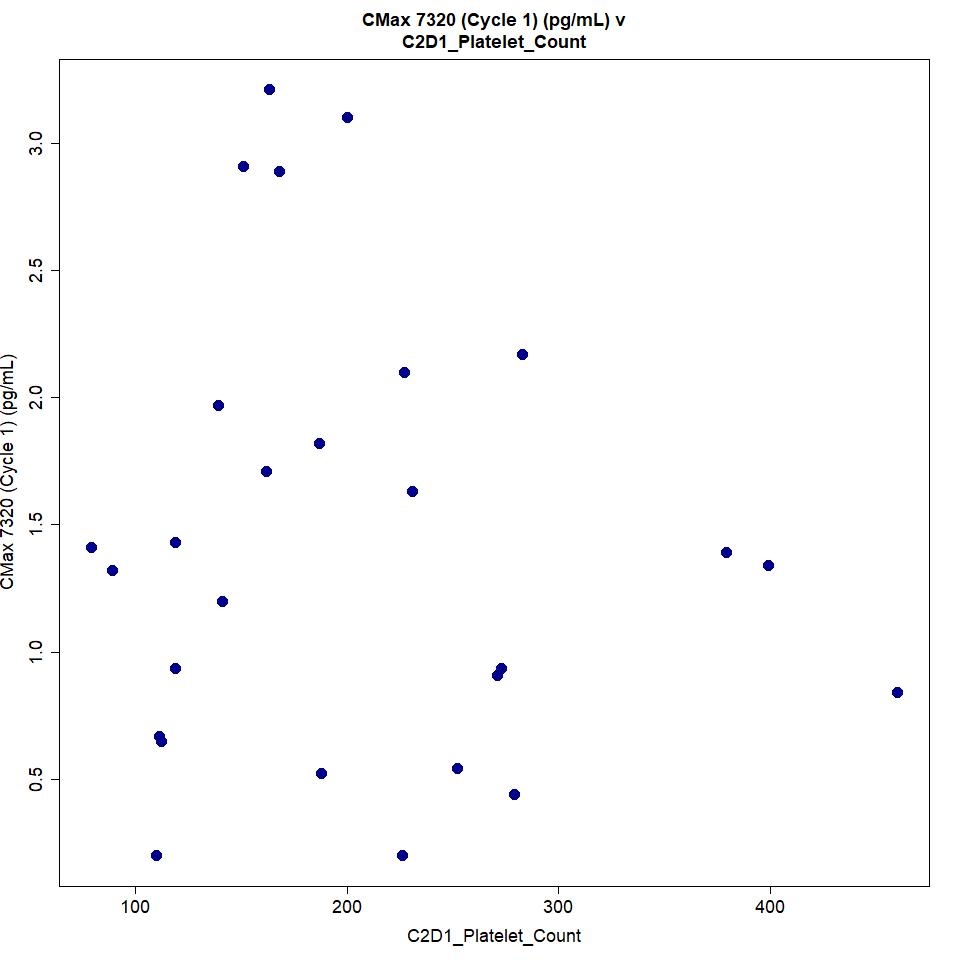 CMax 7320 (Cycle 1) (pg/mL) v
C2D1_Platelet_Count
3.0
2.5
2.0
1.5
1.0
0.5
CMax 7320 (Cycle 1) (pg/mL)
100
200
300
400
C2D1_Platelet_Count